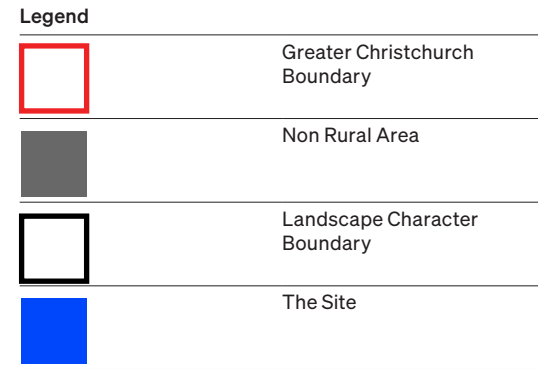 Legend
Greater Christchurch
Boundary
Non Rural Area
Landscape Character
Boundary
The Site